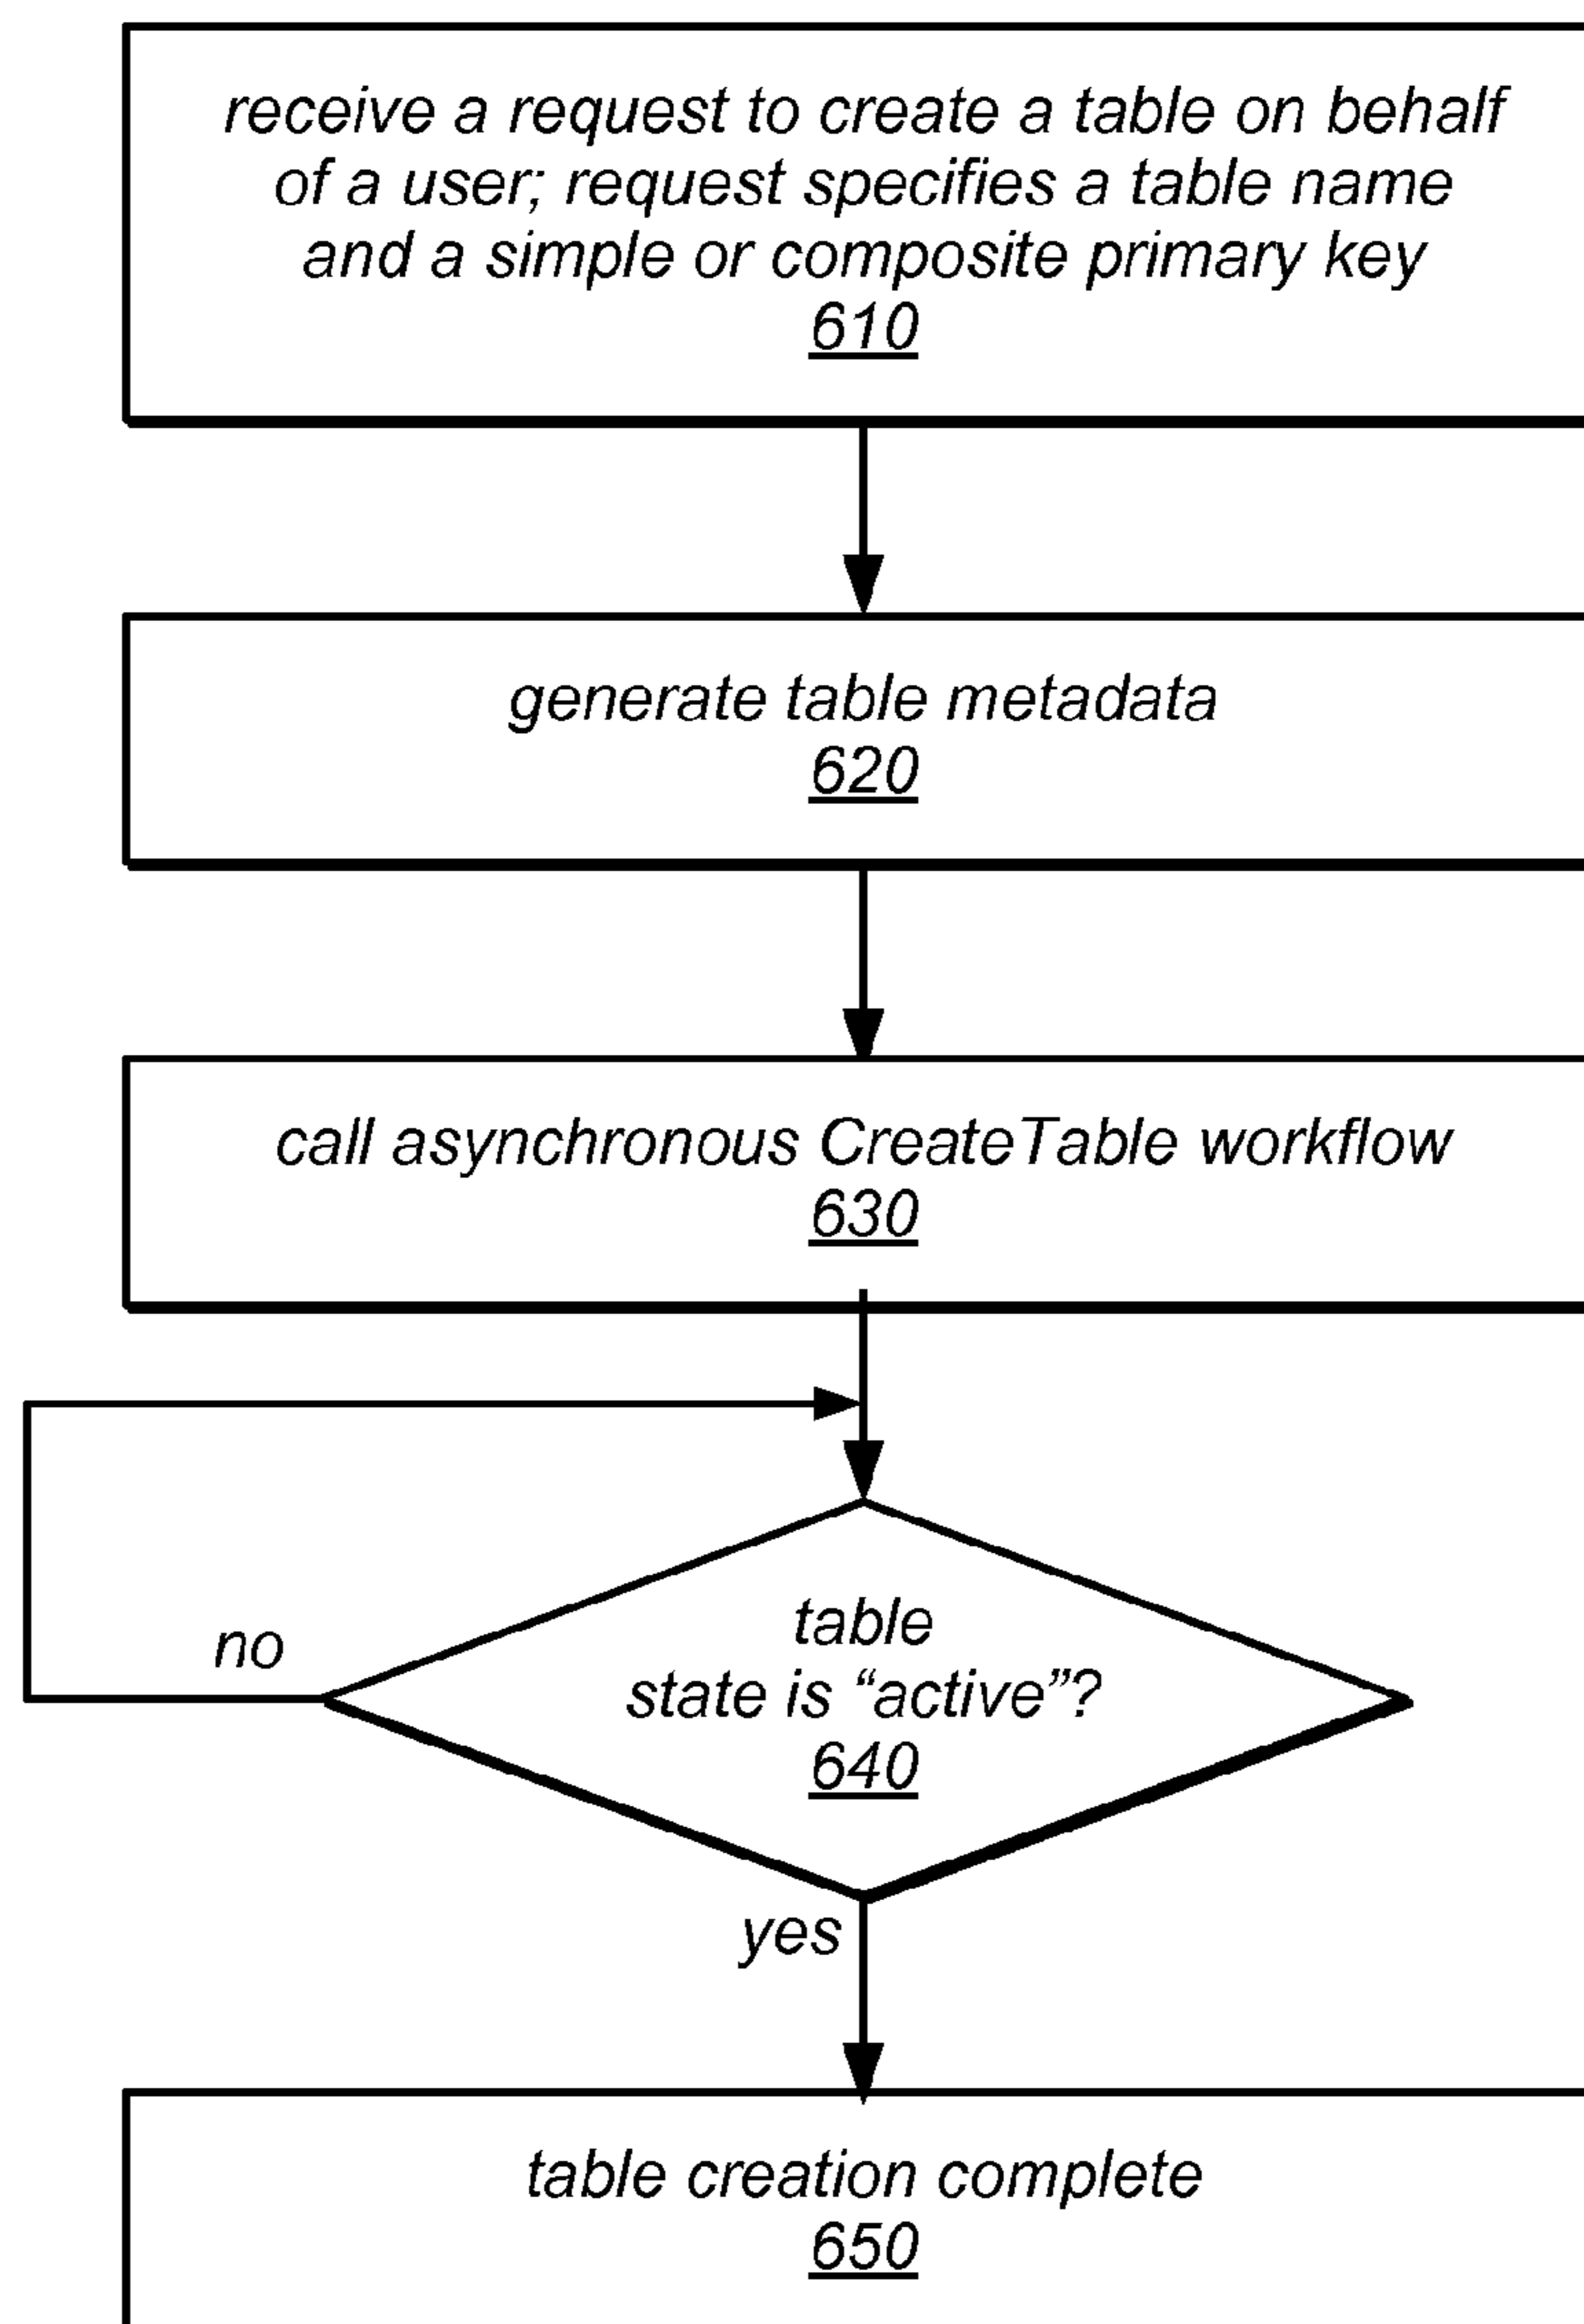 receive a request to create a table on behalf
of a user; request specifies a table name
and a simple or composite primary key
610
generate table metadata
620
call asynchronous CreateTable workflow
630
no
table
state is “active”?
640
yes
table creation complete
650